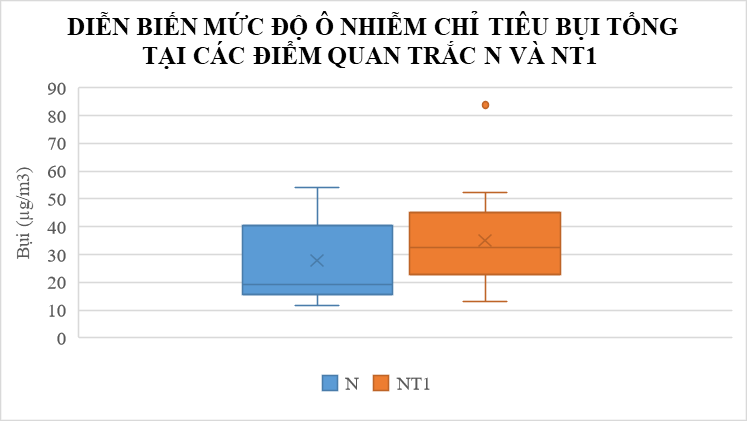 DIỄN BIẾN MỨC ĐỘ Ô NHIỄM CHỈ TIÊU BỤI TỔNG
TẠI CÁC ĐIỂM QUAN TRẮC N VÀ NT1
90
80
70
60
50
40
30
20
10
0
Bụi (µg/m3)
N
NT1